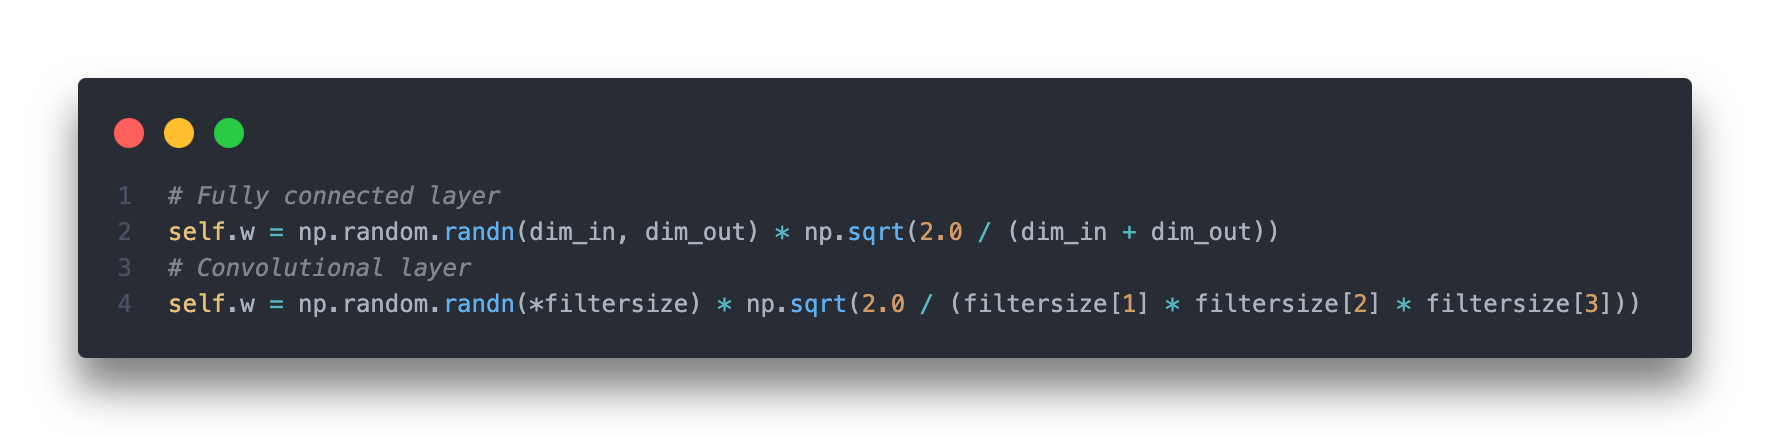 1 # Fully connected layer
2 self.w = np.random.randn(dim_in, dim_out) * np.sqrt(2.0 / (dim_in + dim_out))
3 # Convolutional layer
4 self.w = np.random.randn(*filtersize) * np.sqrt(2.0 / (filtersize[1] * filtersize[2] * filtersize[3]))